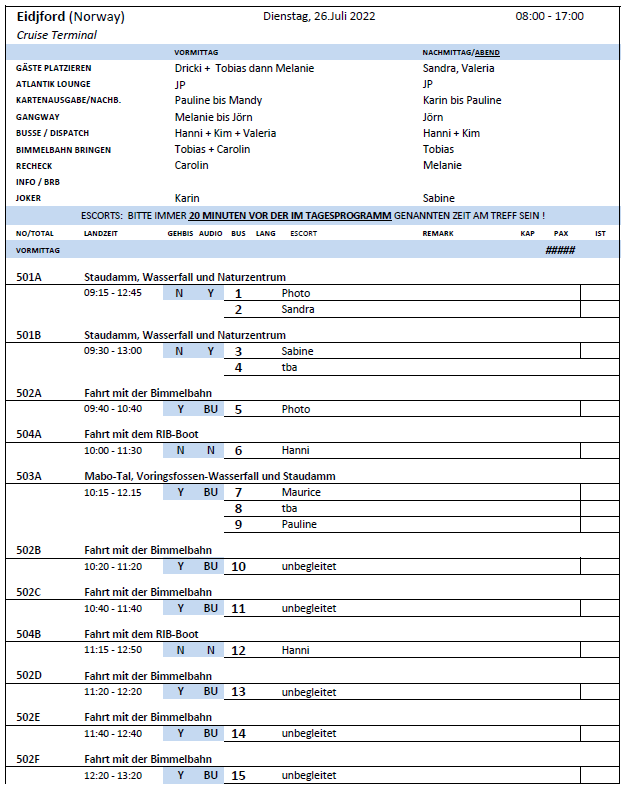 Eidjford (Norway) Dienstag, 26.Juli 2022 08:00 - 17:00
Cruise Terminal
VORMITTAG NACHMITTAG/ABEND
GÄSTE PLATZIEREN Dricki + Tobias dann Melanie Sandra, Valeria
ATLANTIK LOUNGE JP JP
KARTENAUSGABE/NACHB. Pauline bis Mandy Karin bis Pauline
GANGWAY Melanie bis Jörn Jörn
BUSSE / DISPATCH Hanni + Kim + Valeria Hanni + Kim
BIMMELBAHN BRINGEN Tobias + Carolin Tobias
RECHECK Carolin Melanie
INFO / BRB
JOKER Karin Sabine
ESCORTS: BITTE IMMER 20 MINUTEN VOR DER IM TAGESPROGRAMM GENANNTEN ZEIT AM TREFF SEIN !
NO/TOTAL LANDZEIT GEHBIS AUDIO BUS LANG ESCORT REMARK KAP PAX IST
VORMITTAG #####
501A Staudamm, Wasserfall und Naturzentrum
09:15 - 12:45 N Y 1 Photo
2 Sandra
501B Staudamm, Wasserfall und Naturzentrum
09:30 - 13:00 N Y 3 Sabine
4 tba
502A Fahrt mit der Bimmelbahn
09:40 - 10:40 Y BU 5 Photo
504A Fahrt mit dem RIB-Boot
10:00 - 11:30 N N 6 Hanni
503A Mabo-Tal, Voringsfossen-Wasserfall und Staudamm
10:15 - 12.15 Y BU 7 Maurice
8 tba
9 Pauline
502B Fahrt mit der Bimmelbahn
10:20 - 11:20 Y BU 10 unbegleitet
502C Fahrt mit der Bimmelbahn
10:40 - 11:40 Y BU 11 unbegleitet
504B Fahrt mit dem RIB-Boot
11:15 - 12:50 N N 12 Hanni
502D Fahrt mit der Bimmelbahn
11:20 - 12:20 Y BU 13 unbegleitet
502E Fahrt mit der Bimmelbahn
11:40 - 12:40 Y BU 14 unbegleitet
502F Fahrt mit der Bimmelbahn
12:20 - 13:20 Y BU 15 unbegleitet